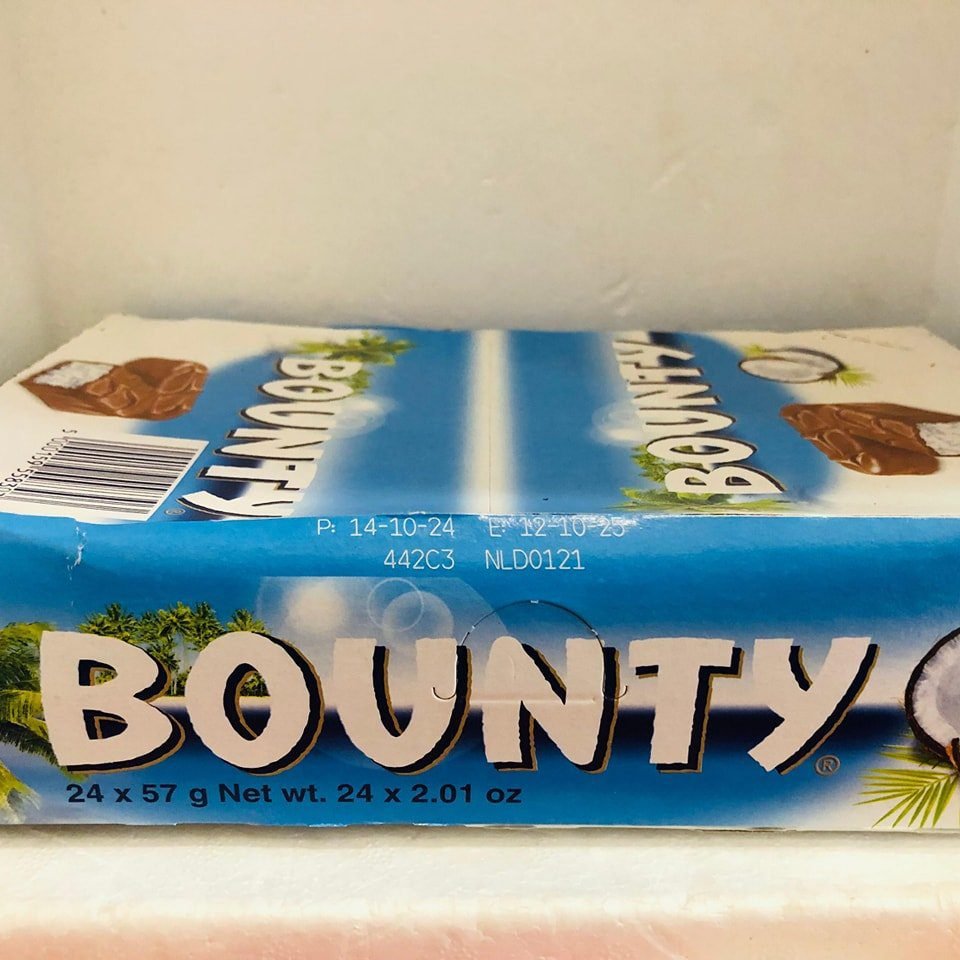 BOUNTY
BOUNTY
P: 14-10-24 E: 12-10-25
442C3 NLD0121
BOUNTY®
24 x 57 g Net wt. 24 x 2.01 oz